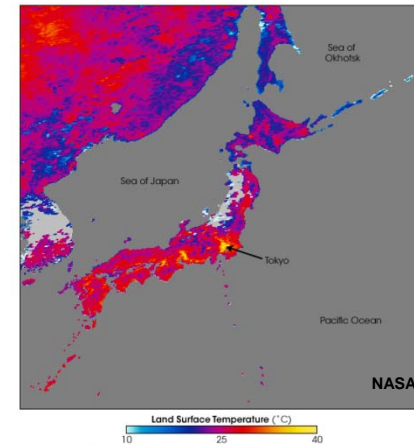 Sea of
Okhotsk
Sea of Japan
Tokyo
Pacific Ocean
NASA
Land Surface Temperature (°C)
10 25 40